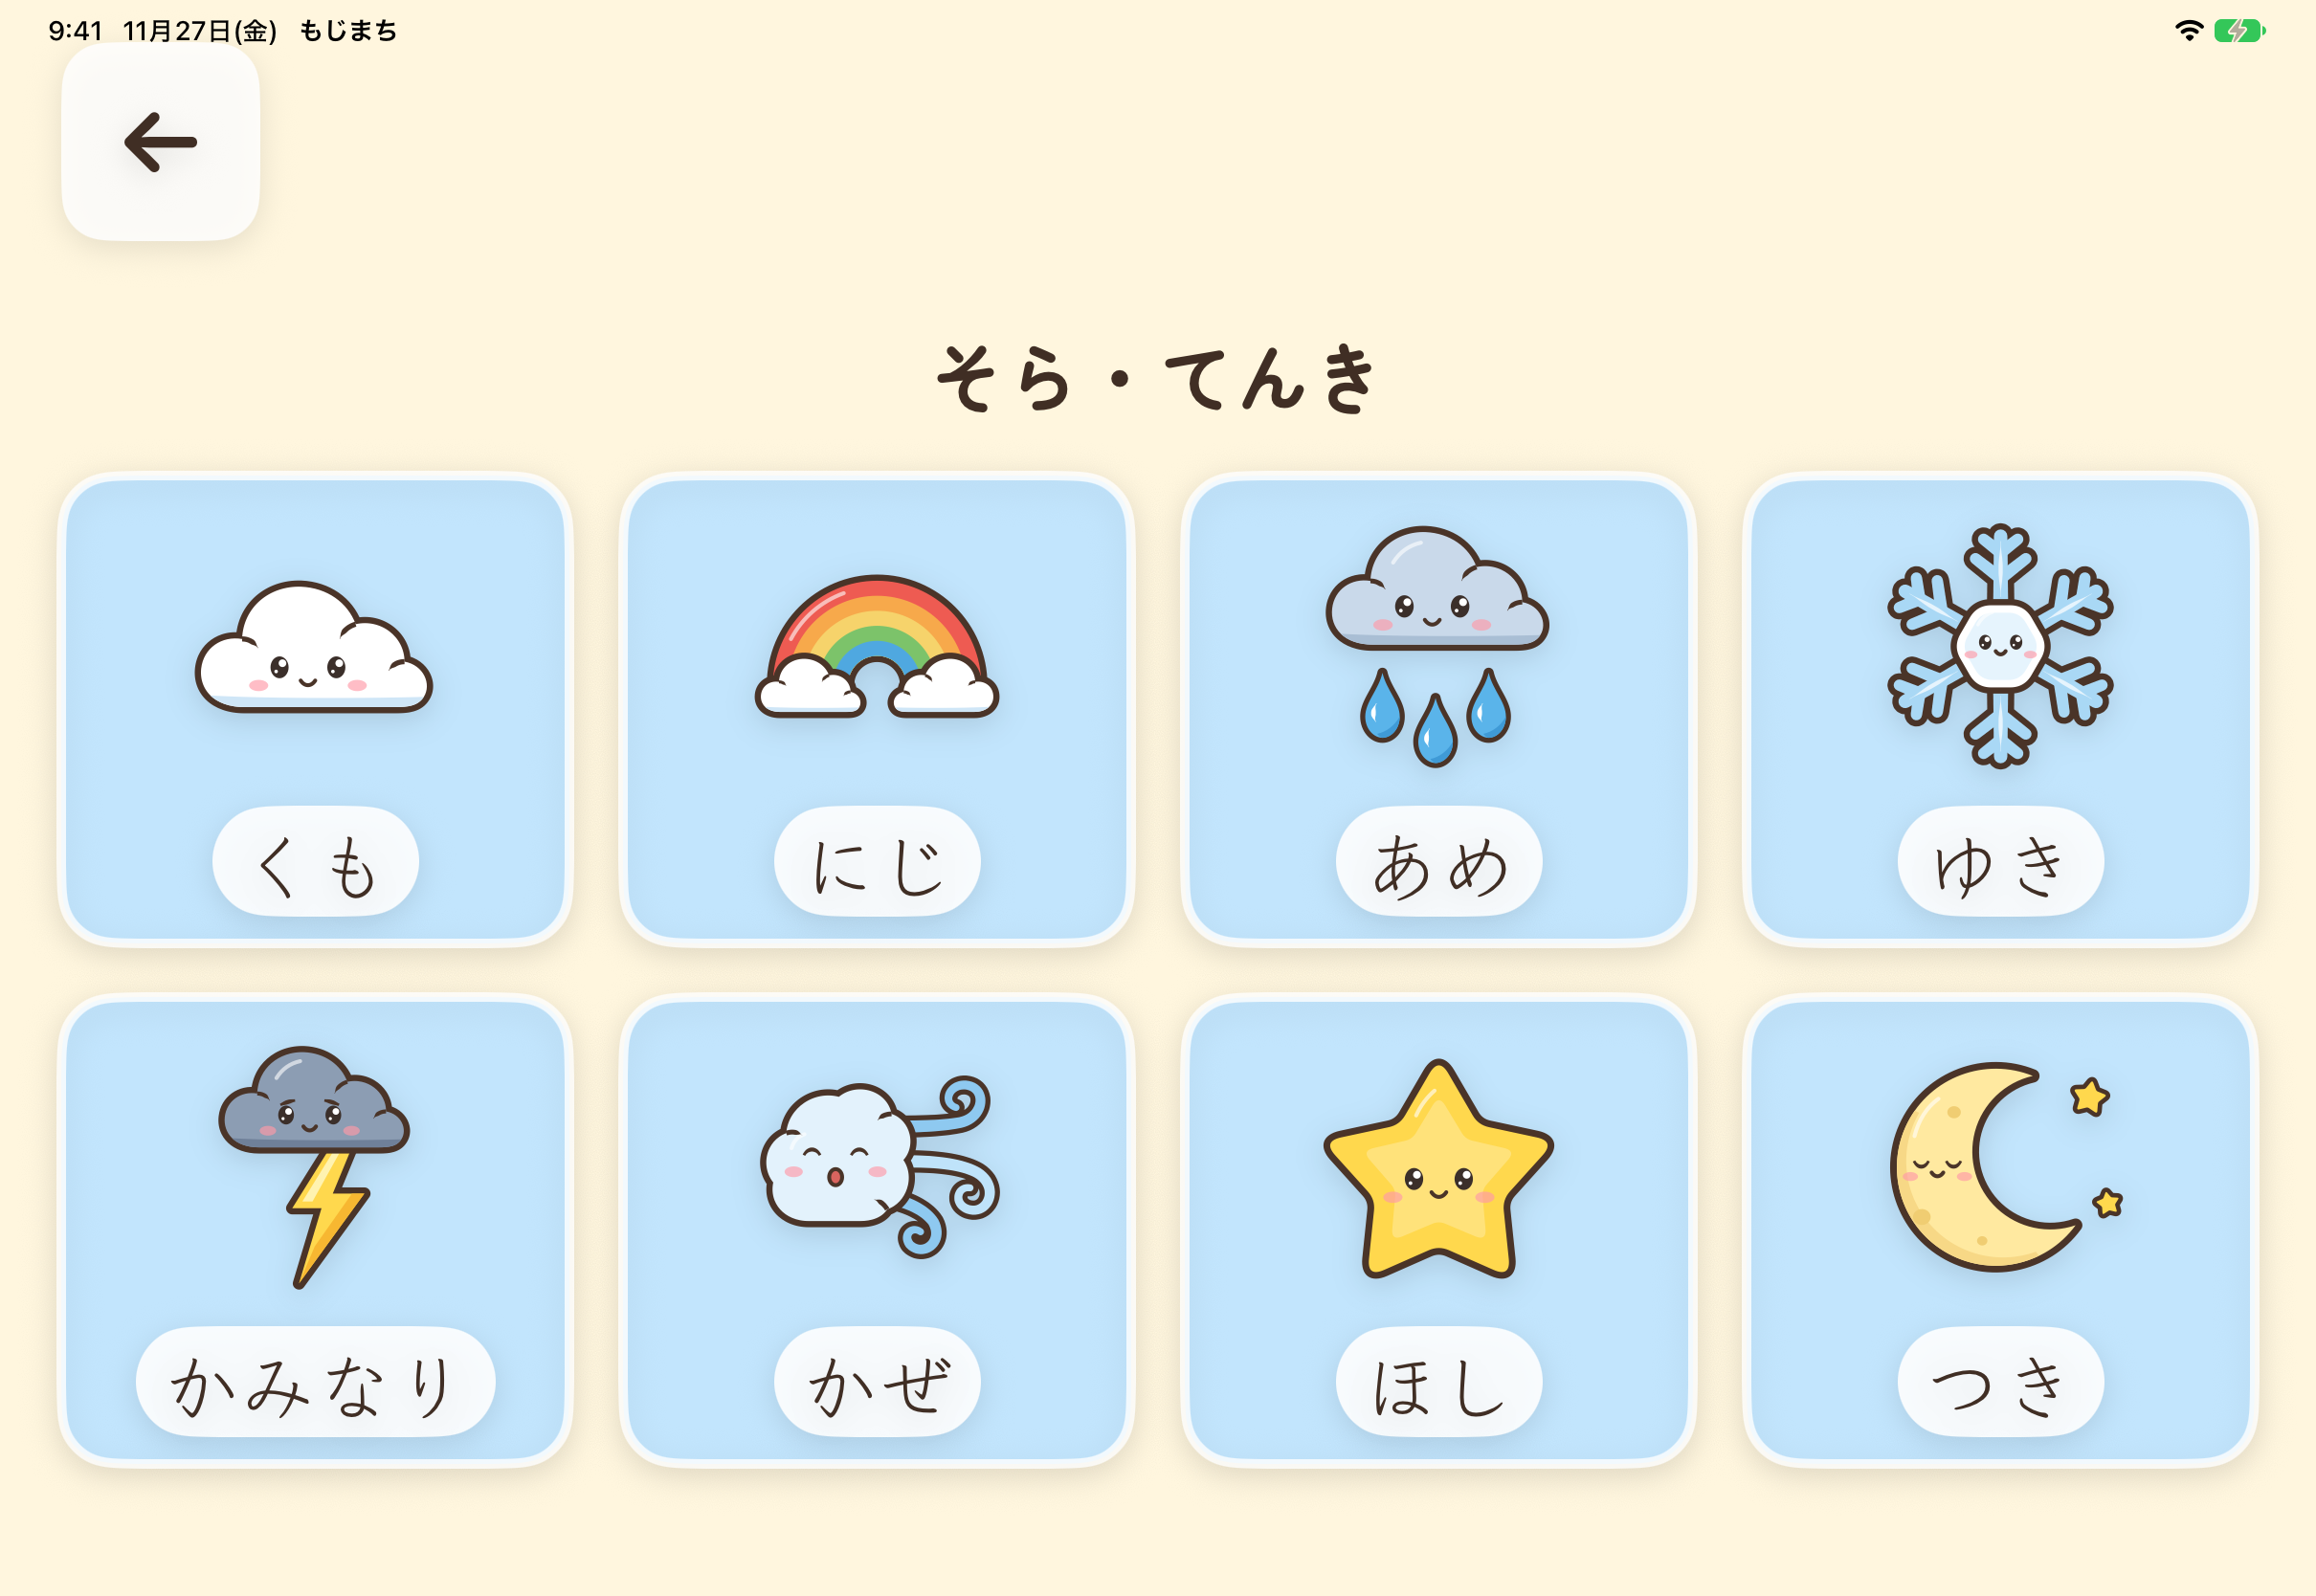 9:41 11月27日(金) もじまち
そら・てんき
くも
にじ
あめ
ゆき
かみなり
かぜ
ほし
つき